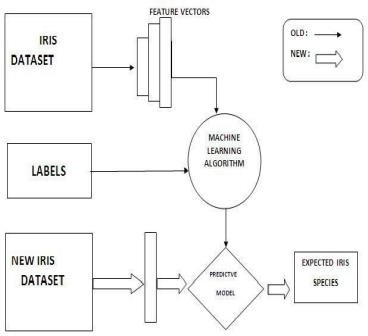 FEATURE VECTORS
IRIS
DATASET
OLD:
NEW:
MACHINE
LEARNING
ALGORITHM
LABELS
NEW IRIS
DATASET
PREDICTVE
MODEL
EXPECTED IRIS
SPECIES